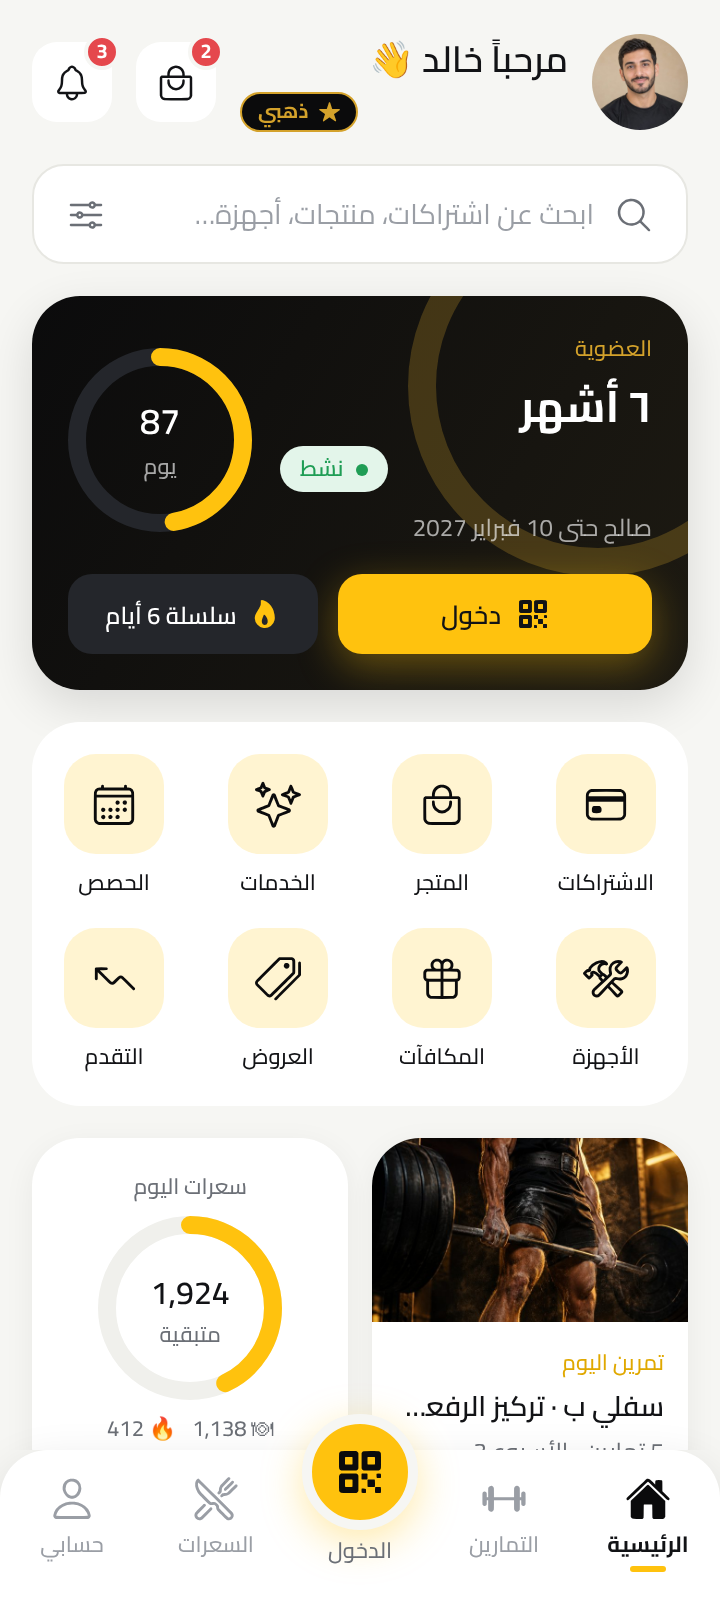 مرحباً خالد 👋
ذهبي
2
3
ابحث عن اشتراكات، منتجات، أجهزة...
العضوية
٦ أشهر
نشط
صالح حتى 10 فبراير 2027
87
يوم
دخول
سلسلة 6 أيام
الاشتراكات
المتجر
الخدمات
الحصص
الأجهزة
المكافآت
العروض
التقدم
تمرين اليوم
سفلي ب · تركيز الرفعـ...
سعرات اليوم
1,924
متبقية
🍽 1,138
🔥 412
الرئيسية
التمارين
الدخول
السعرات
حسابي